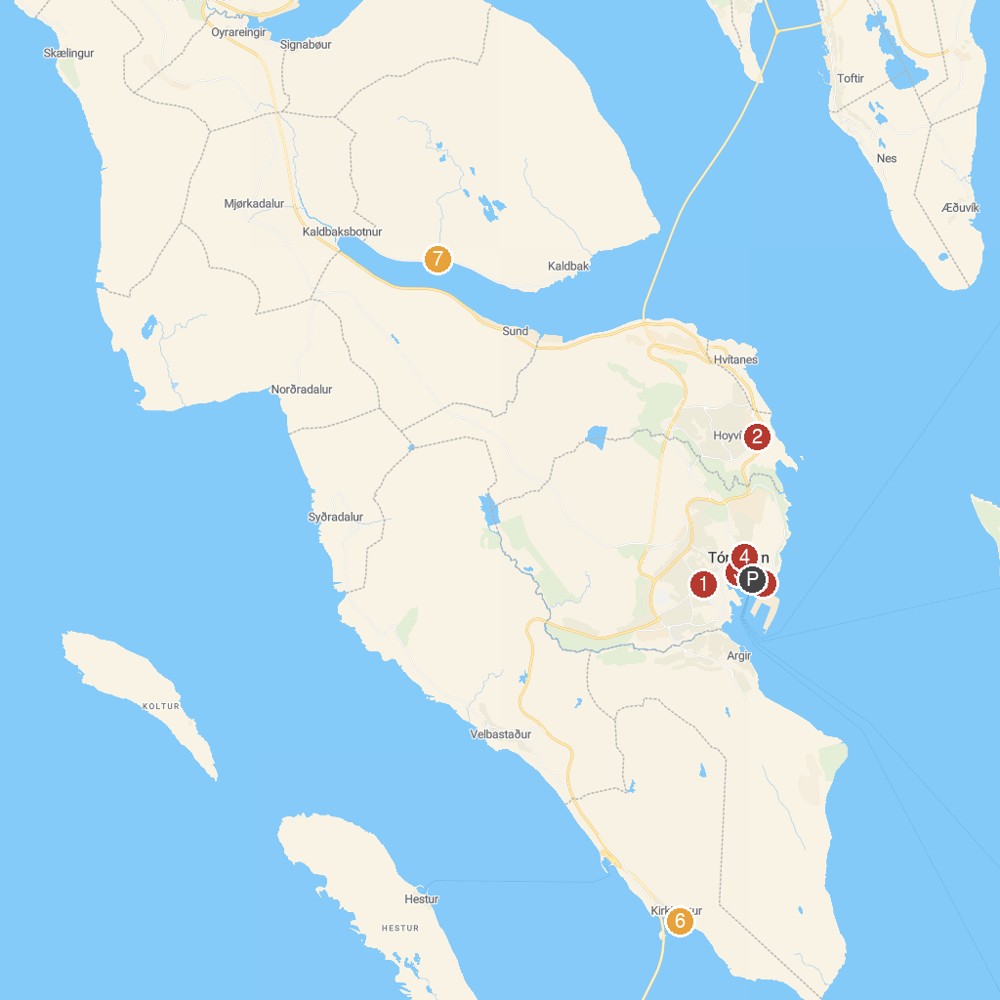 Oyrareingir
Signabøur
Skælingur
Toftir
Nes
Mjørkadalur
Æðuvík
Kaldbaksbotnur
7
Kaldbak
Sund
Hvítanes
Norðradalur
2
Syðradalur
4
1
P
Argir
KOLTUR
Velbastaður
Hestur
6
HESTUR